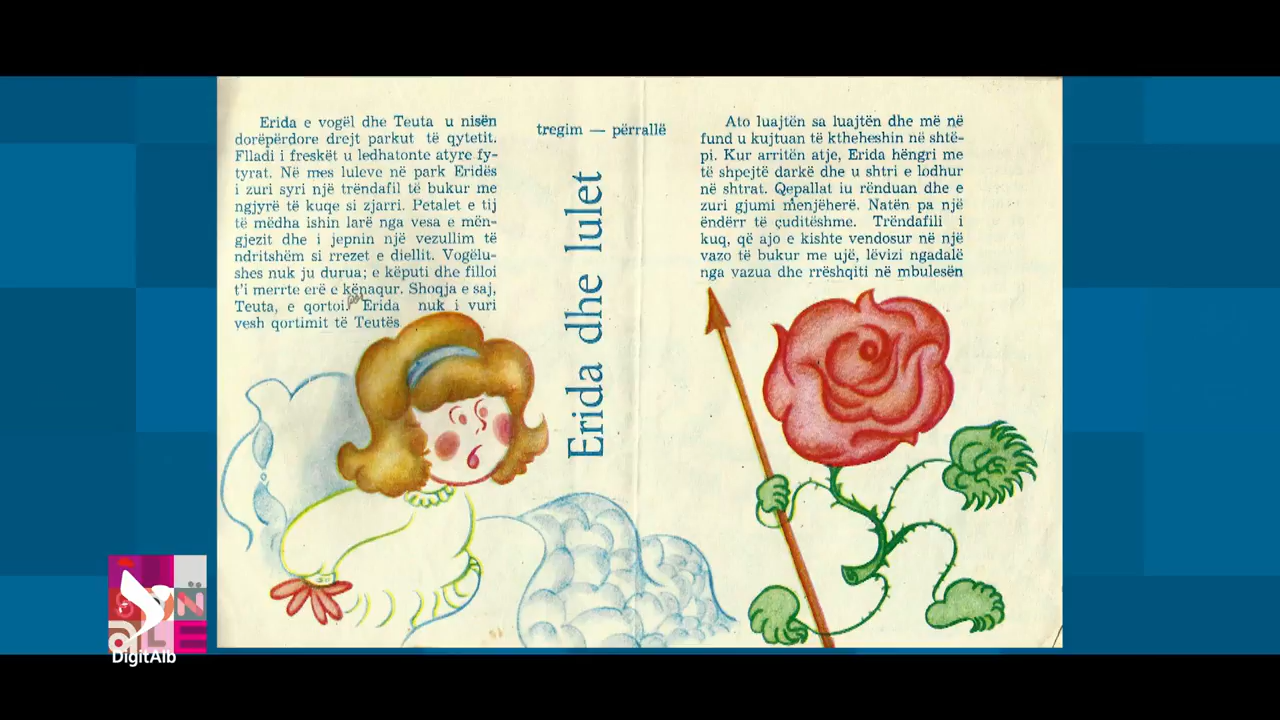 Erida e vogël dhe Teuta u nisën
dorëpërdore drejt parkut të qytetit.
Flladi i freskët u ledhatonte atyre fy-
tyrat. Në mes luleve në park Eridës
i zuri syri një trëndafil të bukur me
ngjyrë të kuqe si zjarri. Petalet e tij
të mëdha ishin larë nga vesa e mën-
gjezit dhe i jepnin një vezullim të
ndritshëm si rrezet e diellit. Vogëlu-
shes nuk ju durua; e këputi dhe filloi
t'i merrte erë e kënaqur. Shoqja e saj,
Teuta, e qortoi. Erida nuk i vuri
vesh qortimit të Teutës
tregim — përrallë
Erida dhe lulet
Ato luajtën sa luajtën dhe më në
fund u kujtuan të ktheheshin në shtë-
pi. Kur arritën atje, Erida hëngri me
të shpejtë darkë dhe u shtri e lodhur
në shtrat. Qepallat iu rënduan dhe e
zuri gjumi menjëherë. Natën pa një
ëndërr të çuditëshme. Trëndafili i
kuq, që ajo e kishte vendosur në një
vazo të bukur me ujë, lëvizi ngadalë
nga vazua dhe rrëshqiti në mbulesën
DigitAlb